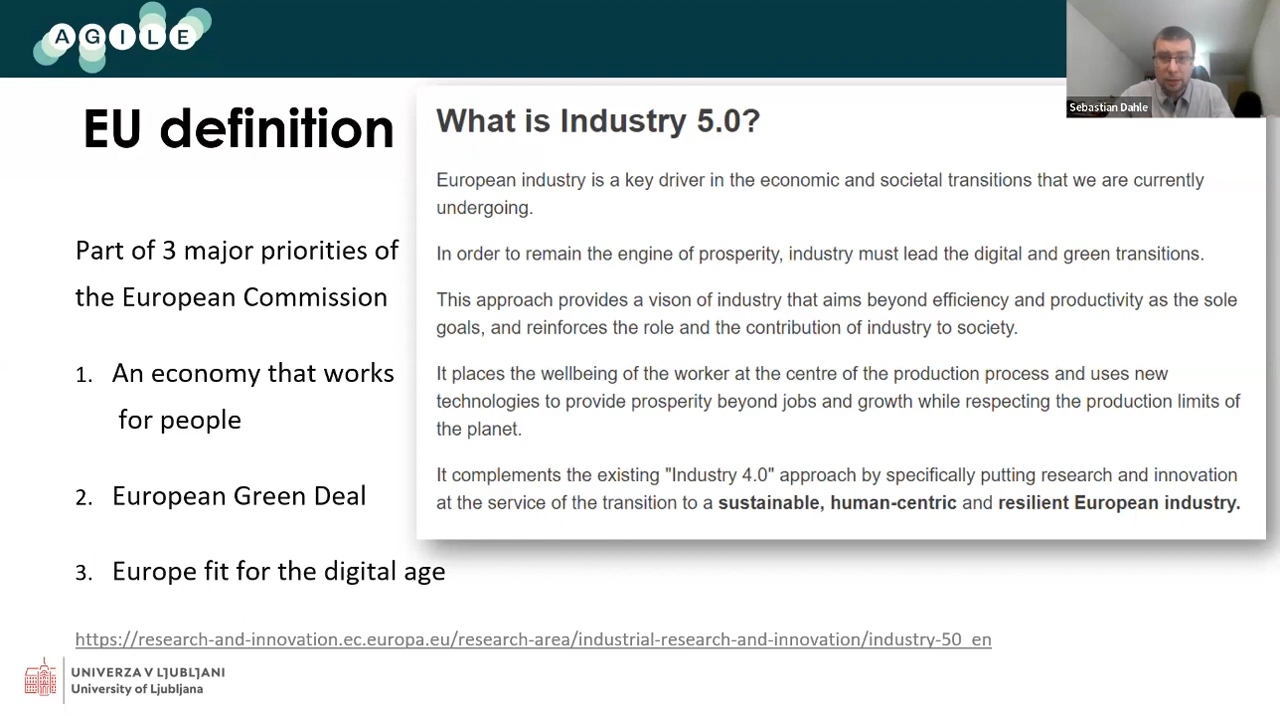 AGILE
Sebastian Dahle
EU definition
Part of 3 major priorities of
the European Commission
1. An economy that works
for people
2. European Green Deal
3. Europe fit for the digital age
What is Industry 5.0?
European industry is a key driver in the economic and societal transitions that we are currently
undergoing.
In order to remain the engine of prosperity, industry must lead the digital and green transitions.
This approach provides a vison of industry that aims beyond efficiency and productivity as the sole
goals, and reinforces the role and the contribution of industry to society.
It places the wellbeing of the worker at the centre of the production process and uses new
technologies to provide prosperity beyond jobs and growth while respecting the production limits of
the planet.
It complements the existing "Industry 4.0" approach by specifically putting research and innovation
at the service of the transition to a sustainable, human-centric and resilient European industry.
https://research-and-innovation.ec.europa.eu/research-area/industrial-research-and-innovation/industry-50_en
UNIVERZA V LJUBLJANI
University of Ljubljana